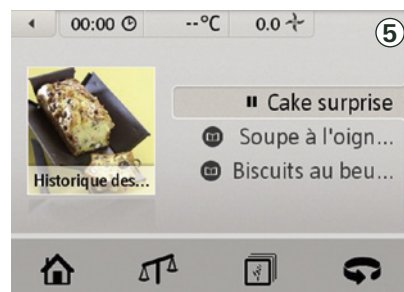 00:00 --°C 0.0
5
Cake surprise
Soupe à l'oign...
Biscuits au beu...
Historique des...